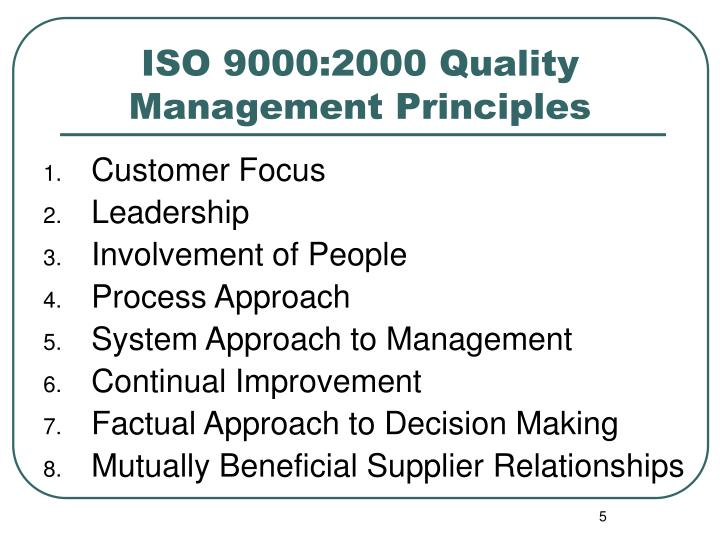 ISO 9000:2000 Quality
Management Principles
1. Customer Focus
2. Leadership
3. Involvement of People
4. Process Approach
5. System Approach to Management
6. Continual Improvement
7. Factual Approach to Decision Making
8. Mutually Beneficial Supplier Relationships
5